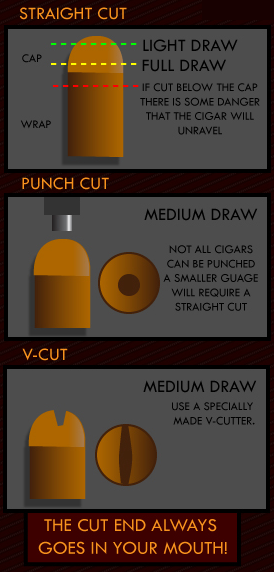 STRAIGHT CUT
LIGHT DRAW
CAP
FULL DRAW
IF CUT BELOW THE CAP
THERE IS SOME DANGER
THAT THE CIGAR WILL
UNRAVEL
WRAP
PUNCH CUT
MEDIUM DRAW
NOT ALL CIGARS
CAN BE PUNCHED
A SMALLER GUAGE
WILL REQUIRE A
STRAIGHT CUT
V-CUT
MEDIUM DRAW
USE A SPECIALLY
MADE V-CUTTER.
THE CUT END ALWAYS
GOES IN YOUR MOUTH!